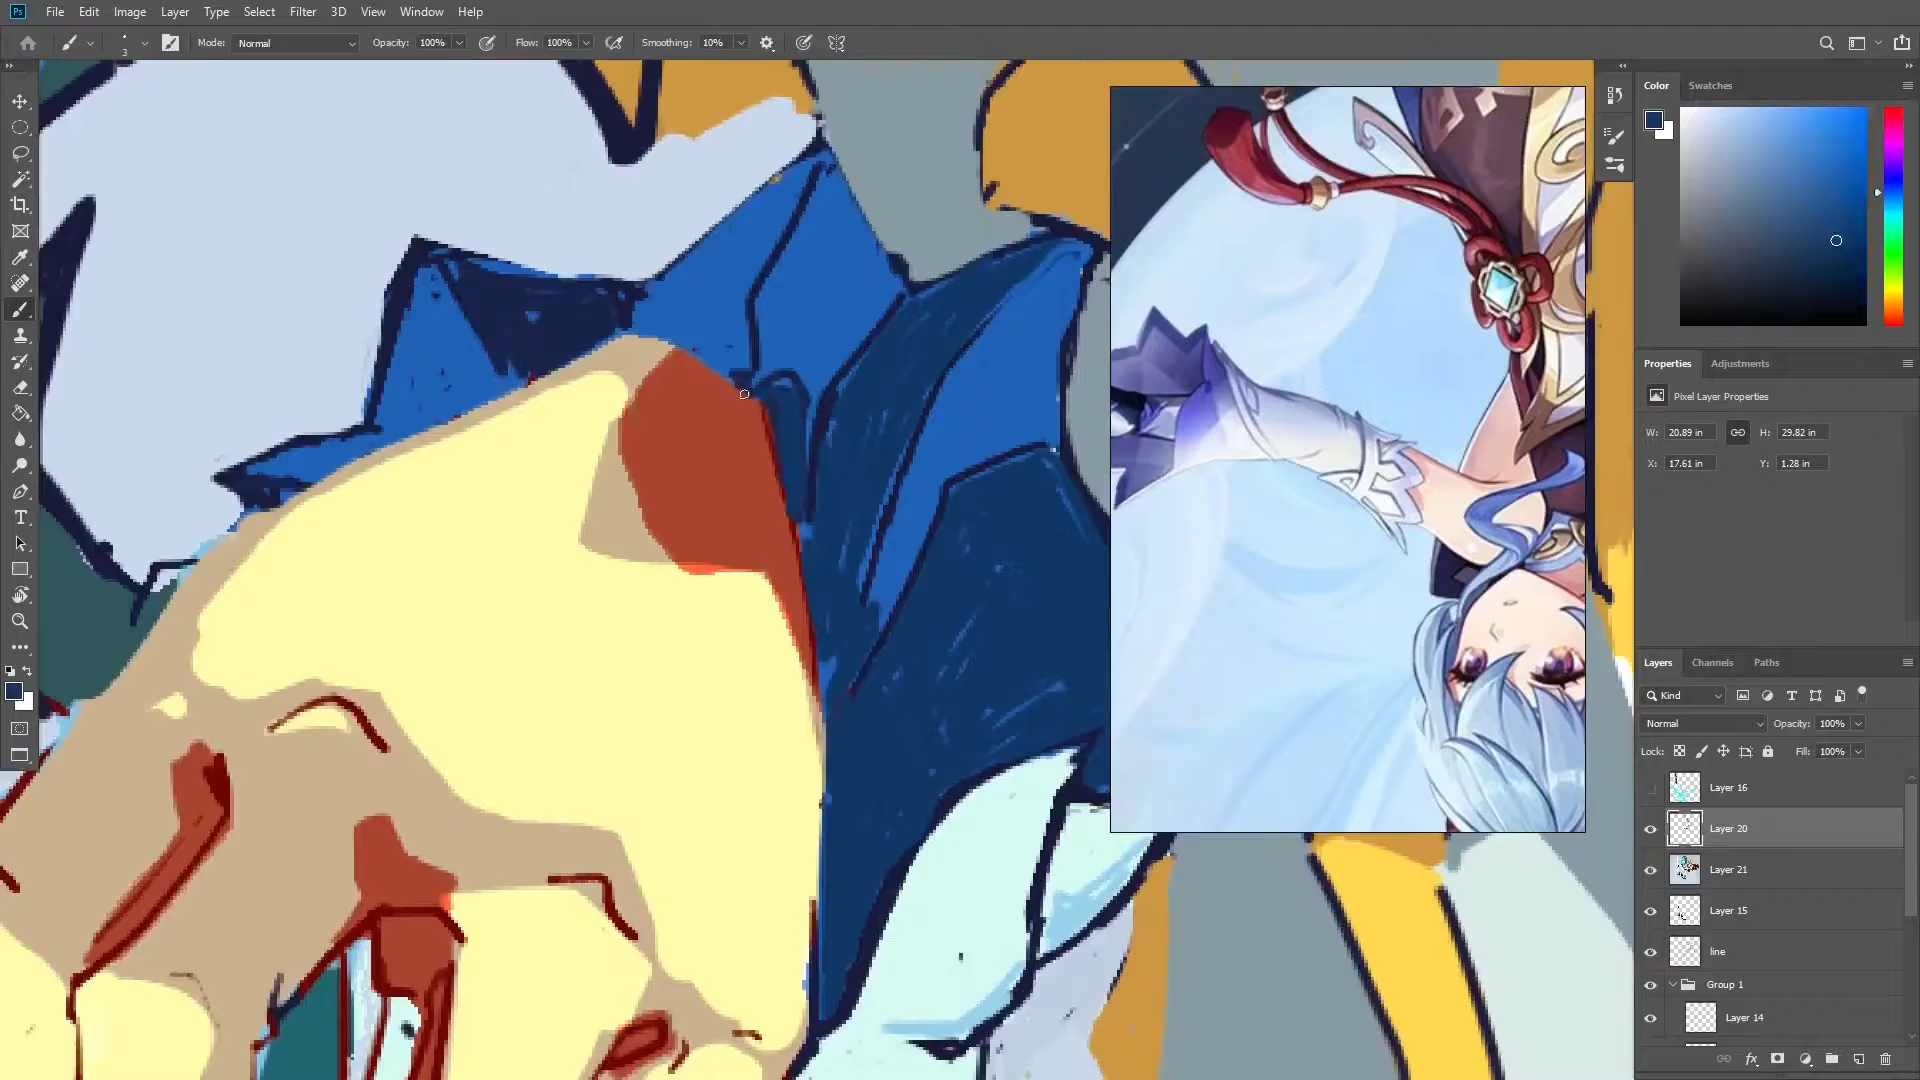 Ps File Edit Image Layer Type Select Filter 3D View Window Help
3 Mode: Normal Opacity: 100% Flow: 100% Smoothing: 10%
Color Swatches
Properties Adjustments
Pixel Layer Properties
W: 20.89 in H: 29.82 in
X: 17.61 in Y: 1.28 in
Layers Channels Paths
Kind
Normal Opacity: 100%
Lock: Fill: 100%
Layer 16
Layer 20
Layer 21
Layer 15
line
Group 1
Layer 14
fx